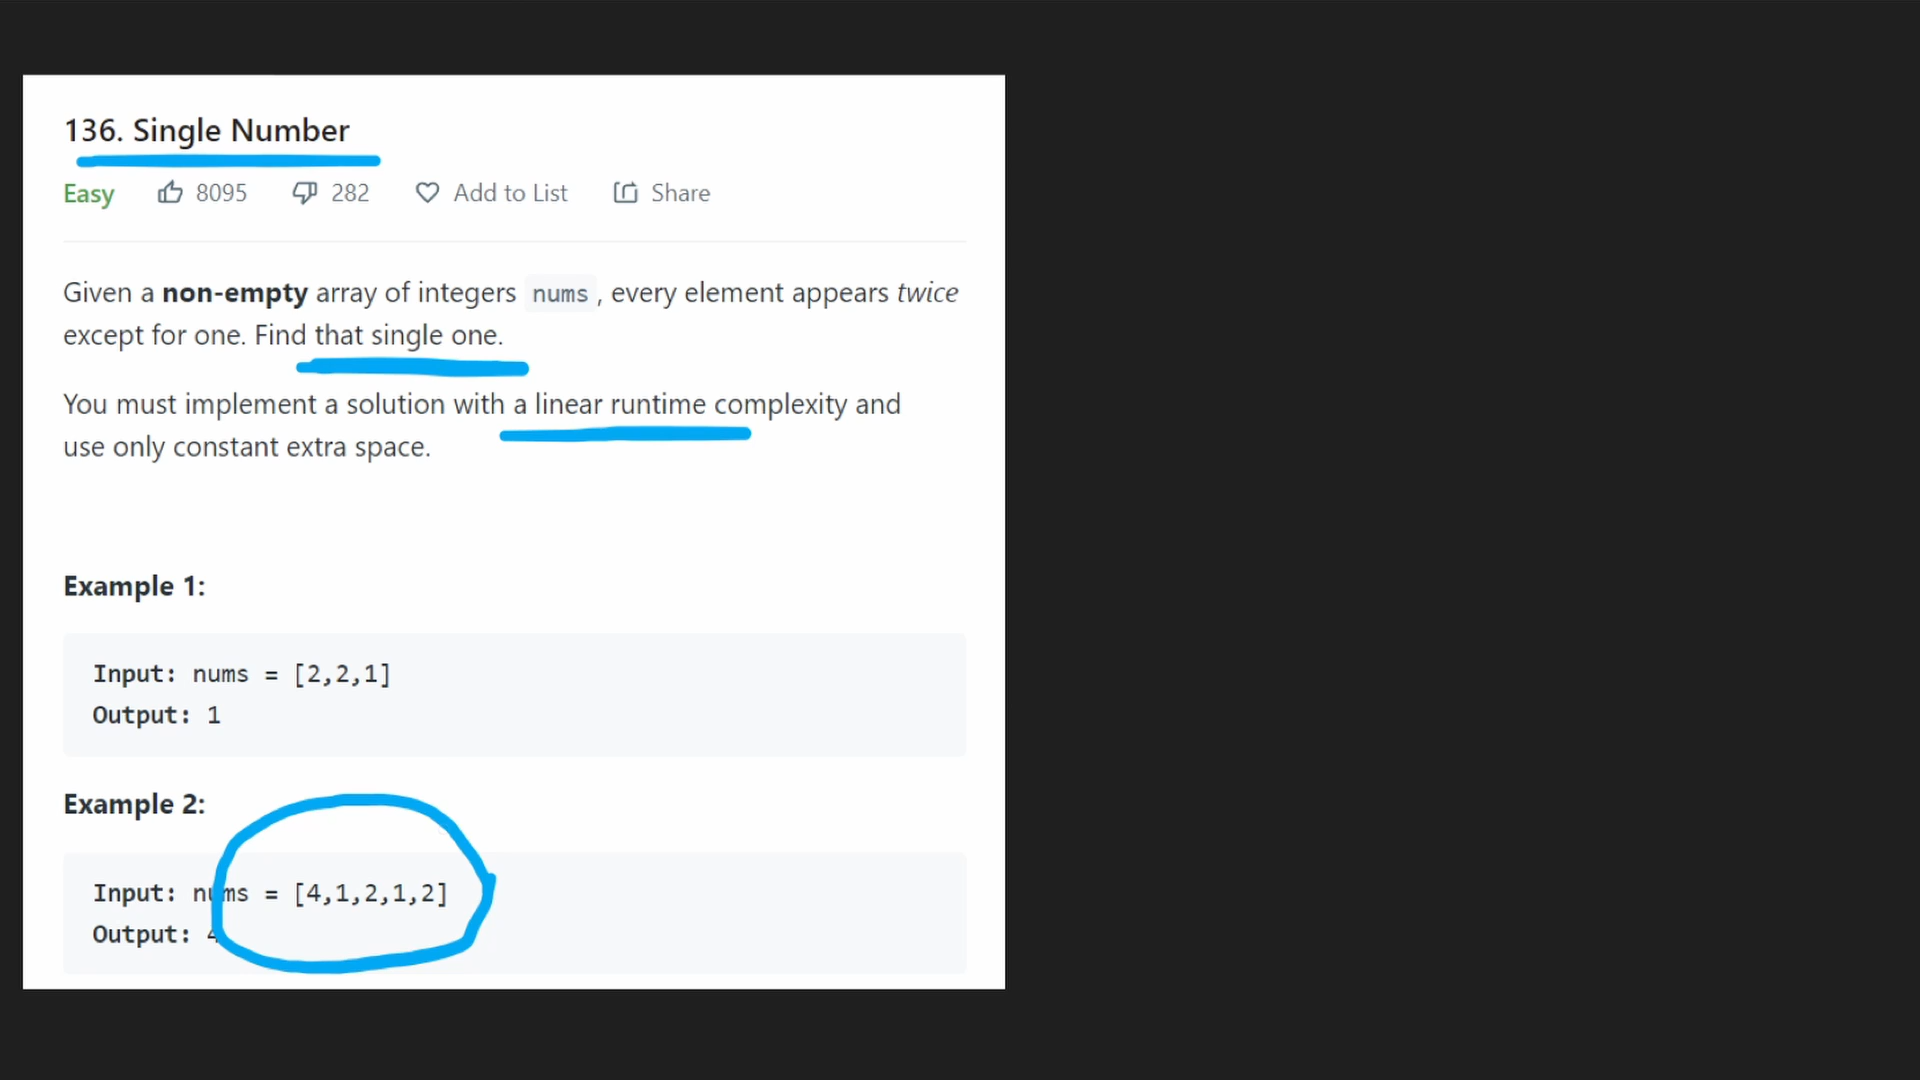 136. Single Number
Easy 8095 282 Add to List Share
Given a non-empty array of integers nums , every element appears twice
except for one. Find that single one.
You must implement a solution with a linear runtime complexity and
use only constant extra space.
Example 1:
Input: nums = [2,2,1]
Output: 1
Example 2:
Input: nums = [4,1,2,1,2]
Output: 4